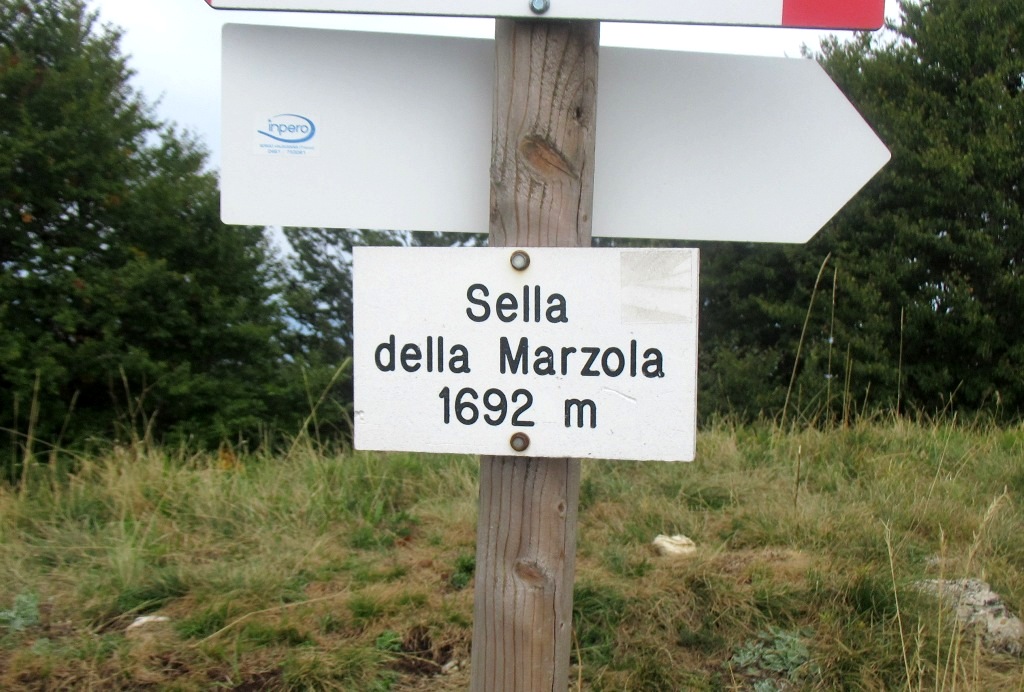 inpero
Sella
della Marzola
1692 m